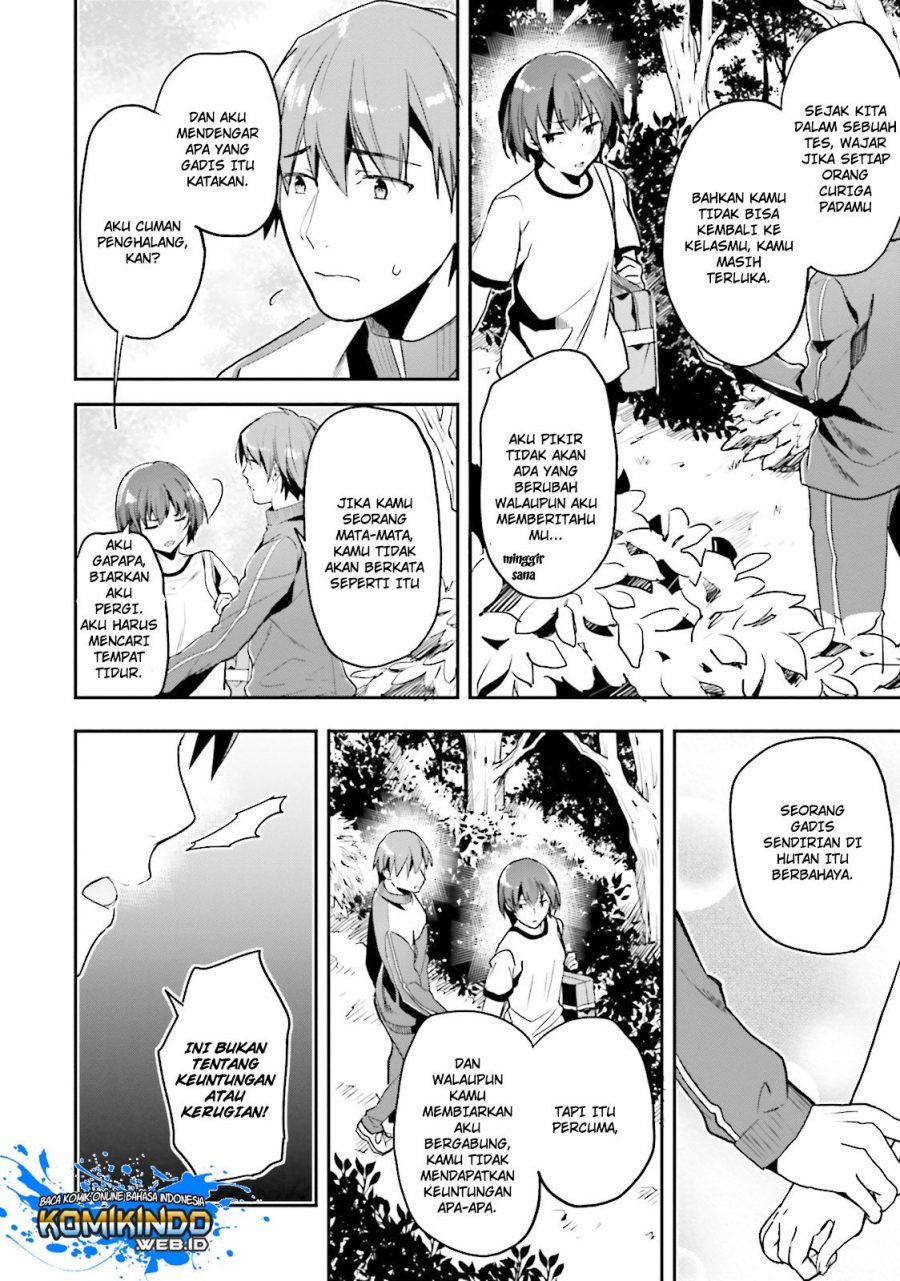 SEJAK KITA
DALAM SEBUAH
TES, WAJAR
JIKA SETIAP
ORANG
CURIGA
PADAMU
BAHKAN KAMU
TIDAK BISA
KEMBALI KE
KELASMU, KAMU
MASIH
TERLUKA.
AKU PIKIR
TIDAK AKAN
ADA YANG
BERUBAH
WALAUPUN AKU
MEMBERITAHU
MU...
minggir
sana
DAN AKU
MENDENGAR
APA YANG
GADIS ITU
KATAKAN.
AKU CUMAN
PENGHALANG,
KAN?
JIKA KAMU
SEORANG
MATA-MATA,
KAMU TIDAK
AKAN BERKATA
SEPERTI ITU
AKU
GAPAPA,
BIARKAN
AKU
PERGI.
AKU HARUS
MENCARI
TEMPAT
TIDUR.
SEORANG
GADIS
SENDIRIAN DI
HUTAN ITU
BERBAHAYA.
TAPI ITU
PERCUMA,
DAN
WALAUPUN
KAMU
MEMBIARKAN
AKU
BERGABUNG,
KAMU TIDAK
MENDAPATKAN
KEUNTUNGAN
APA-APA.
INI BUKAN
TENTANG
KEUNTUNGAN
ATAU
KERUGIAN!
BACA KOMIK ONLINE BAHASA INDONESIA
KOMIKINDO
WEB.ID